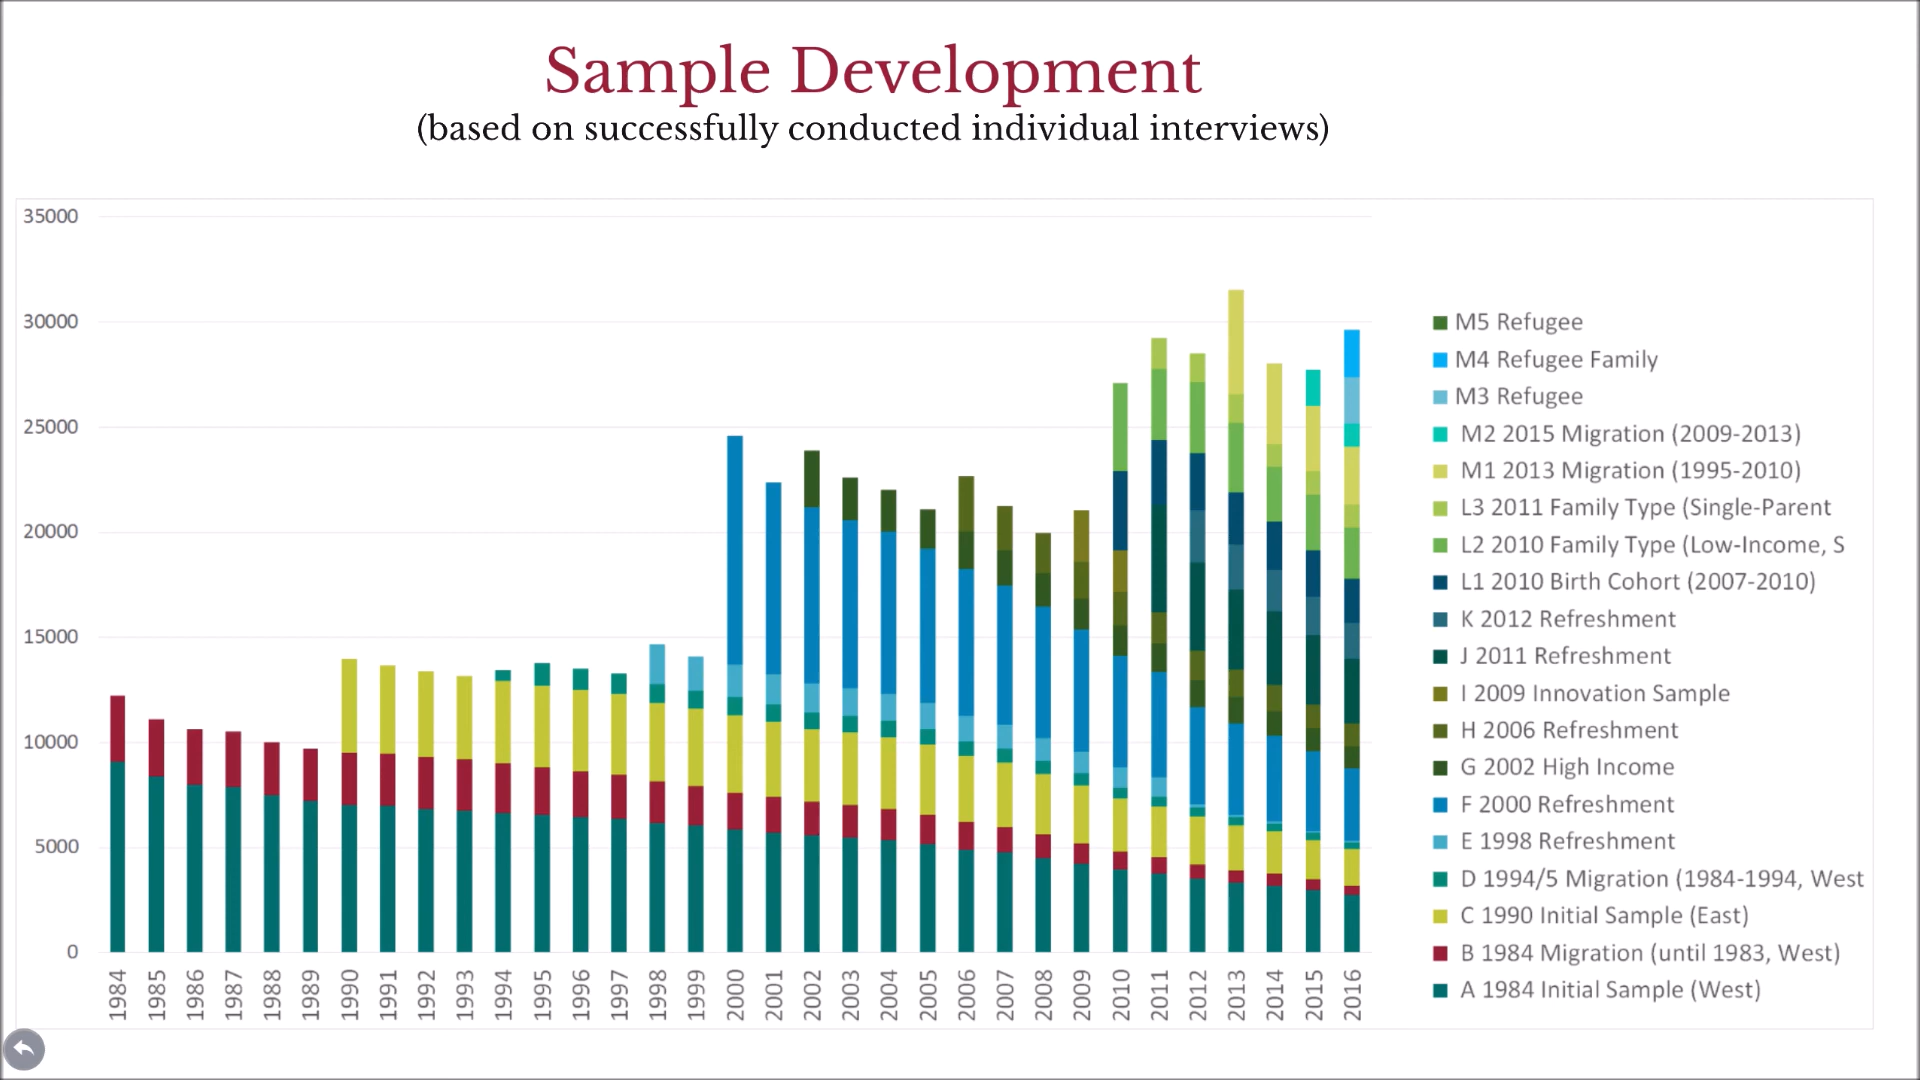 Sample Development
(based on successfully conducted individual interviews)
35000
30000
25000
20000
15000
10000
5000
0
1984
1985
1986
1987
1988
1989
1990
1991
1992
1993
1994
1995
1996
1997
1998
1999
2000
2001
2002
2003
2004
2005
2006
2007
2008
2009
2010
2011
2012
2013
2014
2015
2016
M5 Refugee
M4 Refugee Family
M3 Refugee
M2 2015 Migration (2009-2013)
M1 2013 Migration (1995-2010)
L3 2011 Family Type (Single-Parent
L2 2010 Family Type (Low-Income, S
L1 2010 Birth Cohort (2007-2010)
K 2012 Refreshment
J 2011 Refreshment
I 2009 Innovation Sample
H 2006 Refreshment
G 2002 High Income
F 2000 Refreshment
E 1998 Refreshment
D 1994/5 Migration (1984-1994, West
C 1990 Initial Sample (East)
B 1984 Migration (until 1983, West)
A 1984 Initial Sample (West)